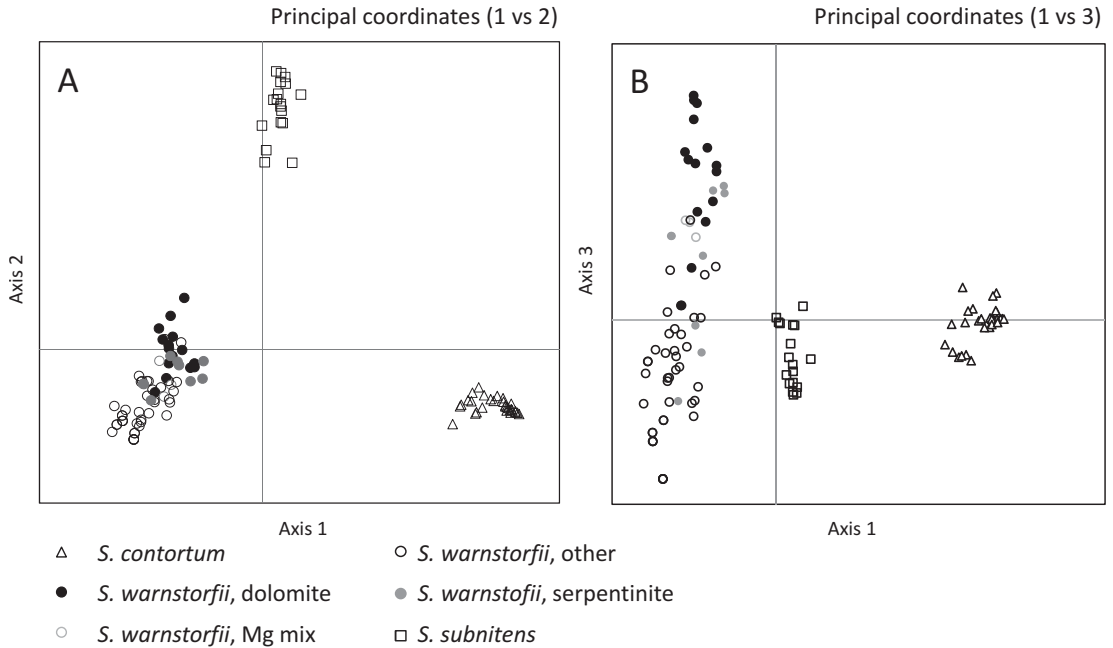 Principal coordinates (1 vs 2)
Principal coordinates (1 vs 3)
A
B
Axis 2
Axis 3
Axis 1
Axis 1
S. contortum
S. warnstorfii, other
S. warnstorfii, dolomite
S. warnstofii, serpentinite
S. warnstorfii, Mg mix
S. subnitens